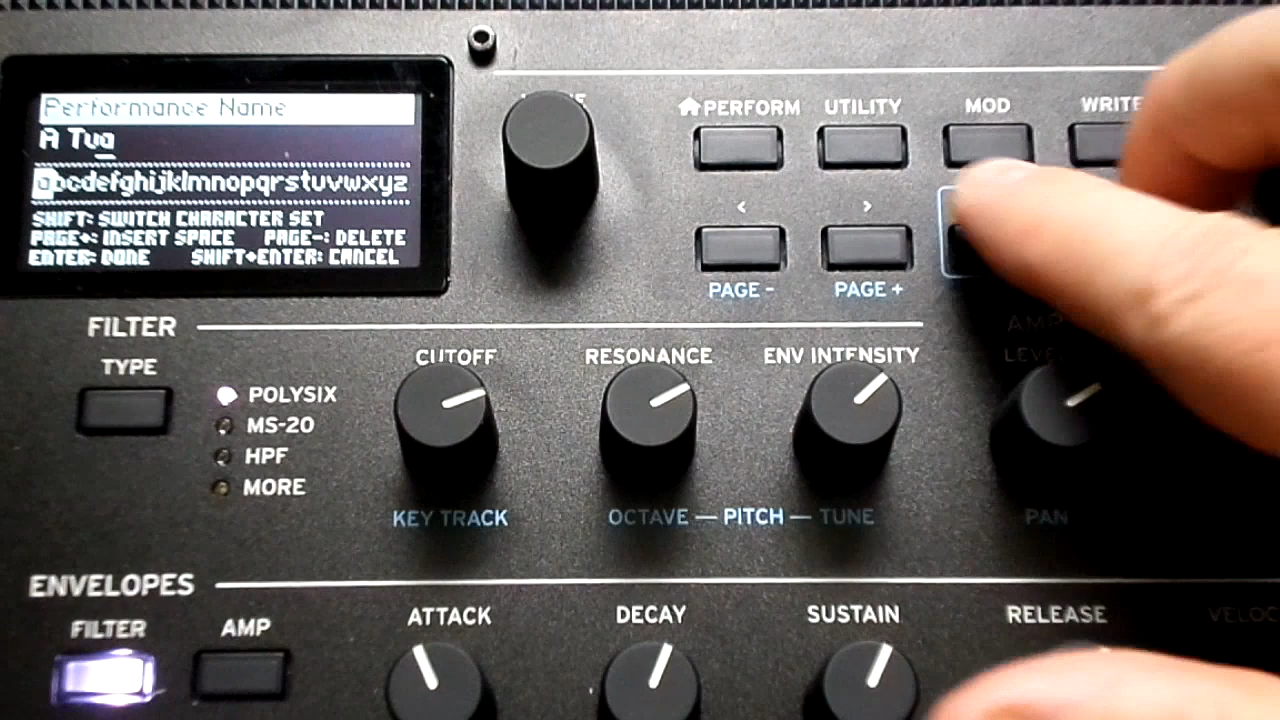 Performance Name
A Tva
abcdefghijklmnopqrstuvwxyz
SHIFT: SWITCH CHARACTER SET
PAGE+: INSERT SPACE PAGE-: DELETE
ENTER: DONE SHIFT+ENTER: CANCEL
PERFORM UTILITY MOD WRITE
< >
PAGE - PAGE +
FILTER
TYPE
POLYSIX
MS-20
HPF
MORE
CUTOFF RESONANCE ENV INTENSITY
KEY TRACK OCTAVE — PITCH — TUNE PAN
ENVELOPES
FILTER AMP
ATTACK DECAY SUSTAIN RELEASE